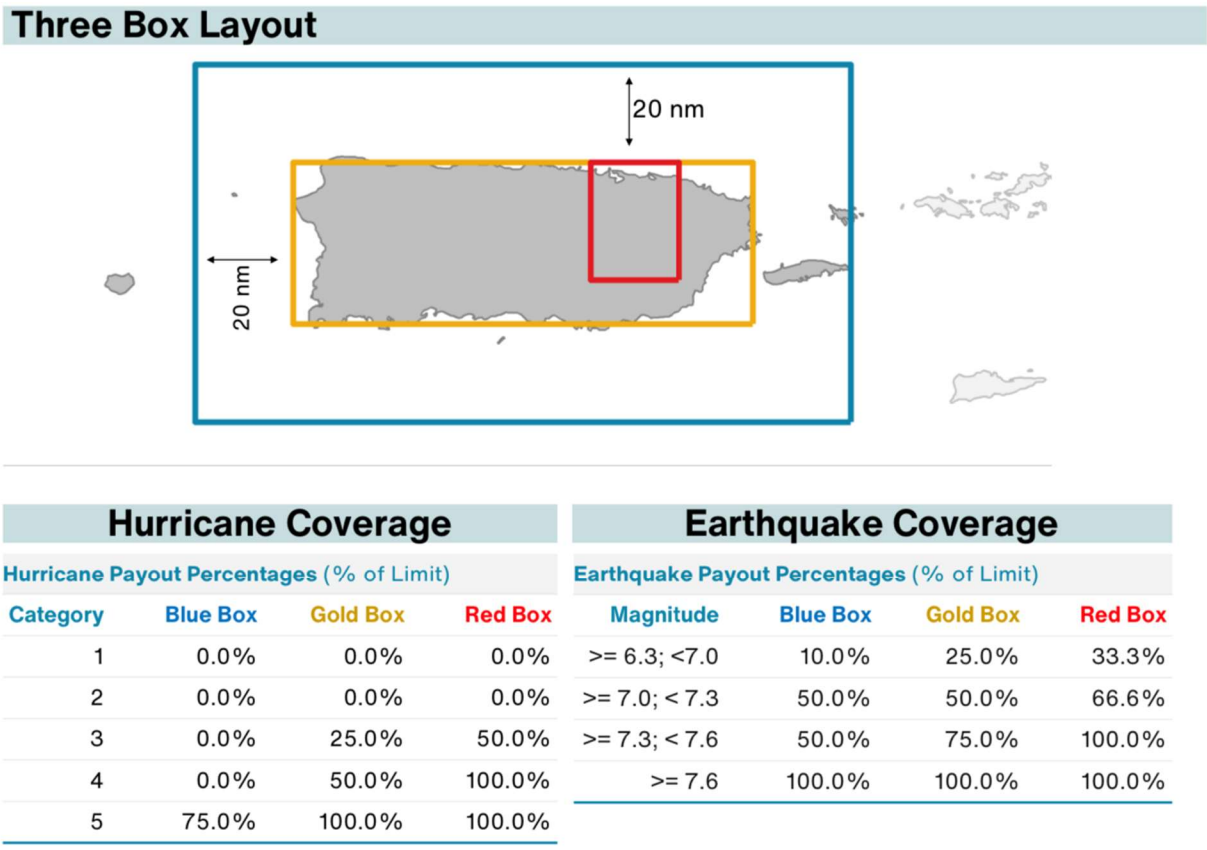 Three Box Layout
20 nm
20 nm
Hurricane Coverage
Hurricane Payout Percentages (% of Limit)
Category Blue Box Gold Box Red Box
1 0.0% 0.0% 0.0%
2 0.0% 0.0% 0.0%
3 0.0% 25.0% 50.0%
4 0.0% 50.0% 100.0%
5 75.0% 100.0% 100.0%
Earthquake Coverage
Earthquake Payout Percentages (% of Limit)
Magnitude Blue Box Gold Box Red Box
>= 6.3; <7.0 10.0% 25.0% 33.3%
>= 7.0; < 7.3 50.0% 50.0% 66.6%
>= 7.3; < 7.6 50.0% 75.0% 100.0%
>= 7.6 100.0% 100.0% 100.0%